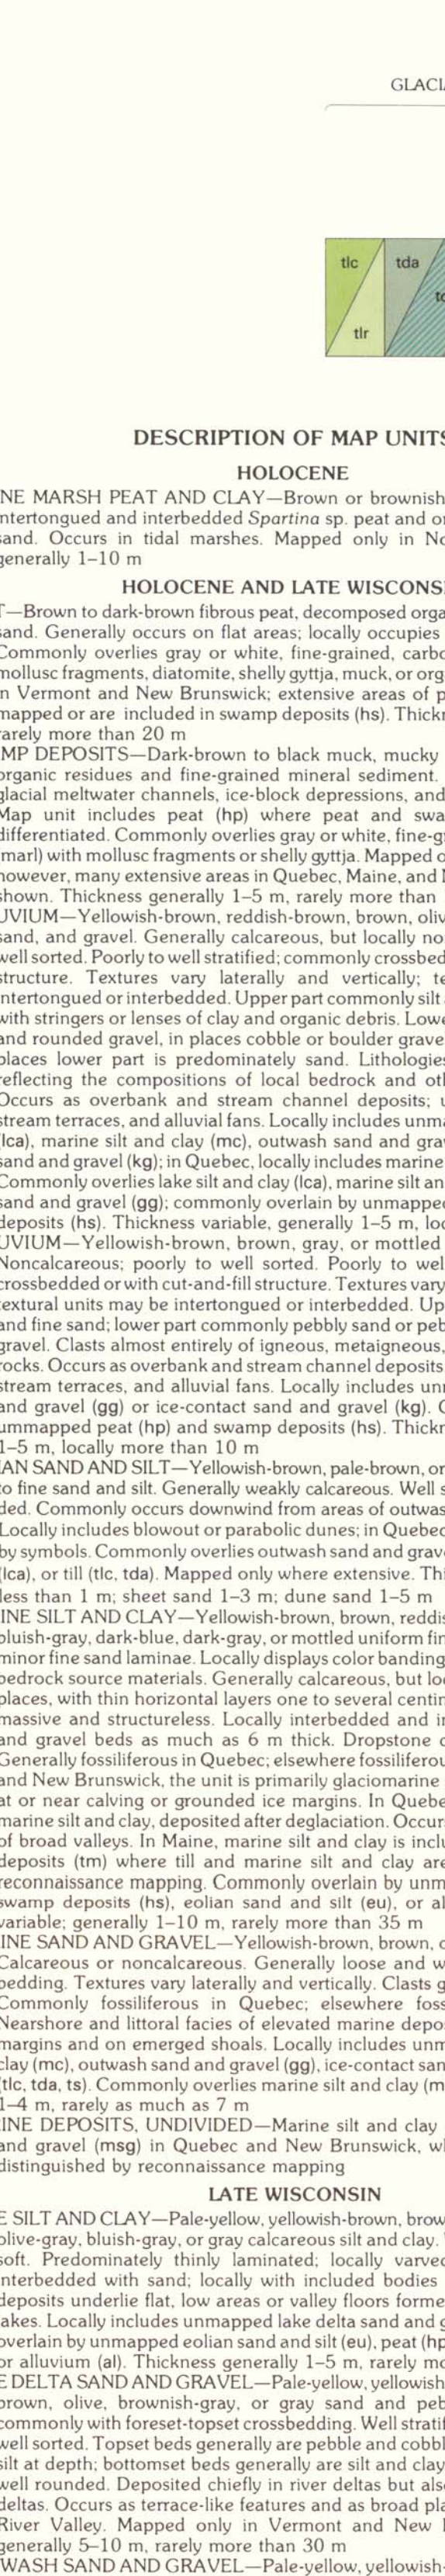 GLACI
tlc
tda
tlr
DESCRIPTION OF MAP UNITS
HOLOCENE
NE MARSH PEAT AND CLAY—Brown or brownish
ntertongued and interbedded Spartina sp. peat and o
sand. Occurs in tidal marshes. Mapped only in No
generally 1–10 m
HOLOCENE AND LATE WISCONS
T—Brown to dark-brown fibrous peat, decomposed orga
sand. Generally occurs on flat areas; locally occupies
Commonly overlies gray or white, fine-grained, carbo
mollusc fragments, diatomite, shelly gyttja, muck, or org
n Vermont and New Brunswick; extensive areas of p
mapped or are included in swamp deposits (hs). Thickn
rarely more than 20 m
MP DEPOSITS—Dark-brown to black muck, mucky
organic residues and fine-grained mineral sediment.
glacial meltwater channels, ice-block depressions, and
Map unit includes peat (hp) where peat and swa
differentiated. Commonly overlies gray or white, fine-g
(marl) with mollusc fragments or shelly gyttja. Mapped o
however, many extensive areas in Quebec, Maine, and N
shown. Thickness generally 1–5 m, rarely more than
UVIUM—Yellowish-brown, reddish-brown, brown, oliv
sand, and gravel. Generally calcareous, but locally no
well sorted. Poorly to well stratified; commonly crossbed
structure. Textures vary laterally and vertically; te
ntertongued or interbedded. Upper part commonly silt
with stringers or lenses of clay and organic debris. Lowe
and rounded gravel, in places cobble or boulder grave
places lower part is predominately sand. Lithologies
reflecting the compositions of local bedrock and oth
Occurs as overbank and stream channel deposits; u
stream terraces, and alluvial fans. Locally includes unma
(lca), marine silt and clay (mc), outwash sand and grav
sand and gravel (kg); in Quebec, locally includes marine
Commonly overlies lake silt and clay (lca), marine silt an
sand and gravel (gg); commonly overlain by unmapped
deposits (hs). Thickness variable, generally 1–5 m, loc
UVIUM—Yellowish-brown, brown, gray, or mottled
Noncalcareous; poorly to well sorted. Poorly to wel
crossbedded or with cut-and-fill structure. Textures vary
textural units may be intertongued or interbedded. Up
and fine sand; lower part commonly pebbly sand or peb
gravel. Clasts almost entirely of igneous, metaigneous,
rocks. Occurs as overbank and stream channel deposits
stream terraces, and alluvial fans. Locally includes unr
and gravel (gg) or ice-contact sand and gravel (kg). C
unmapped peat (hp) and swamp deposits (hs). Thickn
1–5 m, locally more than 10 m
IAN SAND AND SILT—Yellowish-brown, pale-brown, or
to fine sand and silt. Generally weakly calcareous. Well s
ded. Commonly occurs downwind from areas of outwas
Locally includes blowout or parabolic dunes; in Quebec
by symbols. Commonly overlies outwash sand and grave
(lca), or till (tlc, tda). Mapped only where extensive. Thi
less than 1 m; sheet sand 1–3 m; dune sand 1–5 m
INE SILT AND CLAY—Yellowish-brown, brown, reddis
bluish-gray, dark-blue, dark-gray, or mottled uniform fin
minor fine sand laminae. Locally displays color banding
bedrock source materials. Generally calcareous, but loc
places, with thin horizontal layers one to several centin
massive and structureless. Locally interbedded and in
and gravel beds as much as 6 m thick. Dropstone c
Generally fossiliferous in Quebec; elsewhere fossiliferou
and New Brunswick, the unit is primarily glaciomarine
at or near calving or grounded ice margins. In Quebe
marine silt and clay, deposited after deglaciation. Occur
of broad valleys. In Maine, marine silt and clay is inclu
deposits (tm) where till and marine silt and clay are
reconnaissance mapping. Commonly overlain by unm
swamp deposits (hs), eolian sand and silt (eu), or al
variable; generally 1–10 m, rarely more than 35 m
INE SAND AND GRAVEL—Yellowish-brown, brown, o
Calcareous or noncalcareous. Generally loose and w
bedding. Textures vary laterally and vertically. Clasts g
Commonly fossiliferous in Quebec; elsewhere foss
Nearshore and littoral facies of elevated marine depo
margins and on emerged shoals. Locally includes unm
clay (mc), outwash sand and gravel (gg), ice-contact san
(tlc, tda, ts). Commonly overlies marine silt and clay (m
1–4 m, rarely as much as 7 m
INE DEPOSITS, UNDIVIDED—Marine silt and clay
and gravel (msg) in Quebec and New Brunswick, wh
distinguished by reconnaissance mapping
LATE WISCONSIN
E SILT AND CLAY—Pale-yellow, yellowish-brown, brow
olive-gray, bluish-gray, or gray calcareous silt and clay.
soft. Predominately thinly laminated; locally varved
nterbedded with sand; locally with included bodies
deposits underlie flat, low areas or valley floors forme
akes. Locally includes unmapped lake delta sand and g
overlain by unmapped eolian sand and silt (eu), peat (hp
or alluvium (al). Thickness generally 1–5 m, rarely mo
E DELTA SAND AND GRAVEL—Pale-yellow, yellowish
brown, olive, brownish-gray, or gray sand and peb
commonly with foreset-topset crossbedding. Well stratif
well sorted. Topset beds generally are pebble and cobbl
silt at depth; bottomset beds generally are silt and clay
well rounded. Deposited chiefly in river deltas but als
deltas. Occurs as terrace-like features and as broad pla
River Valley. Mapped only in Vermont and New
generally 5–10 m, rarely more than 30 m
WASH SAND AND GRAVEL—Pale-yellow, yellowish